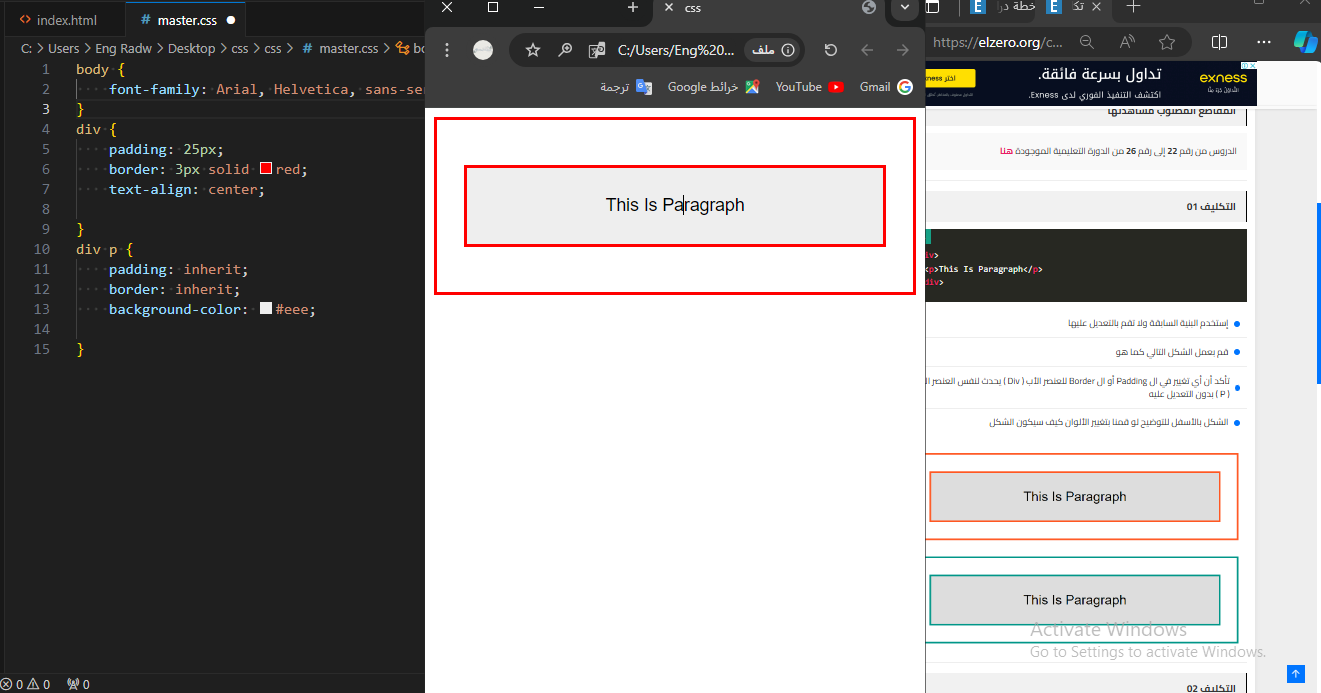 index.html
# master.css
C: > Users > Eng Radw > Desktop > css > css > # master.css >
1 body {
2 font-family: Arial, Helvetica, sans-ser
3 }
4 div {
5 padding: 25px;
6 border: 3px solid red;
7 text-align: center;
8
9 }
10 div p {
11 padding: inherit;
12 border: inherit;
13 background-color: #eee;
14
15 }
0 0 0
css
C:/Users/Eng%20...
ملف
ترجمة
خرائط Google
YouTube
Gmail
This Is Paragraph
خطة درا
تك
https://elzero.org/c...
تداول بسرعة فائقة.
اكتشف التنفيذ الفوري لدى Exness.
exness
المقاطع المطلوب مشاهدتها
الدروس من رقم 22 إلى رقم 26 من الدورة التعليمية الموجودة هنا
التكليف 01
div>
<p>This Is Paragraph</p>
div>
إستخدم البنية السابقة ولا تقم بالتعديل عليها
قم بعمل الشكل التالي كما هو
تأكد أن أي تغيير في ال Padding أو ال Border للعنصر الأب ( Div ) يحدث لنفس العنصر ال
( P ) بدون التعديل عليه
الشكل بالأسفل للتوضيح لو قمنا بتغيير الألوان كيف سيكون الشكل
This Is Paragraph
This Is Paragraph
Activate Windows
Go to Settings to activate Windows.
التكليف 02